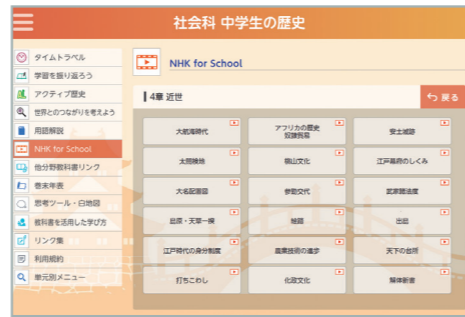 社会科 中学生の歴史
タイムトラベル
学習を振り返ろう
アクティブ歴史
世界とのつながりを考えよう
用語解説
NHK for School
他分野教科書リンク
巻末年表
思考ツール・白地図
教科書を活用した学び方
リンク集
利用規約
単元別メニュー
NHK for School
4章 近世
戻る
大航海時代
アフリカの歴史
奴隷貿易
安土城跡
太閤検地
桃山文化
江戸幕府のしくみ
大名配置図
参勤交代
武家諸法度
島原・天草一揆
踏絵
出島
江戸時代の身分制度
農業技術の進歩
天下の台所
打ちこわし
化政文化
解体新書